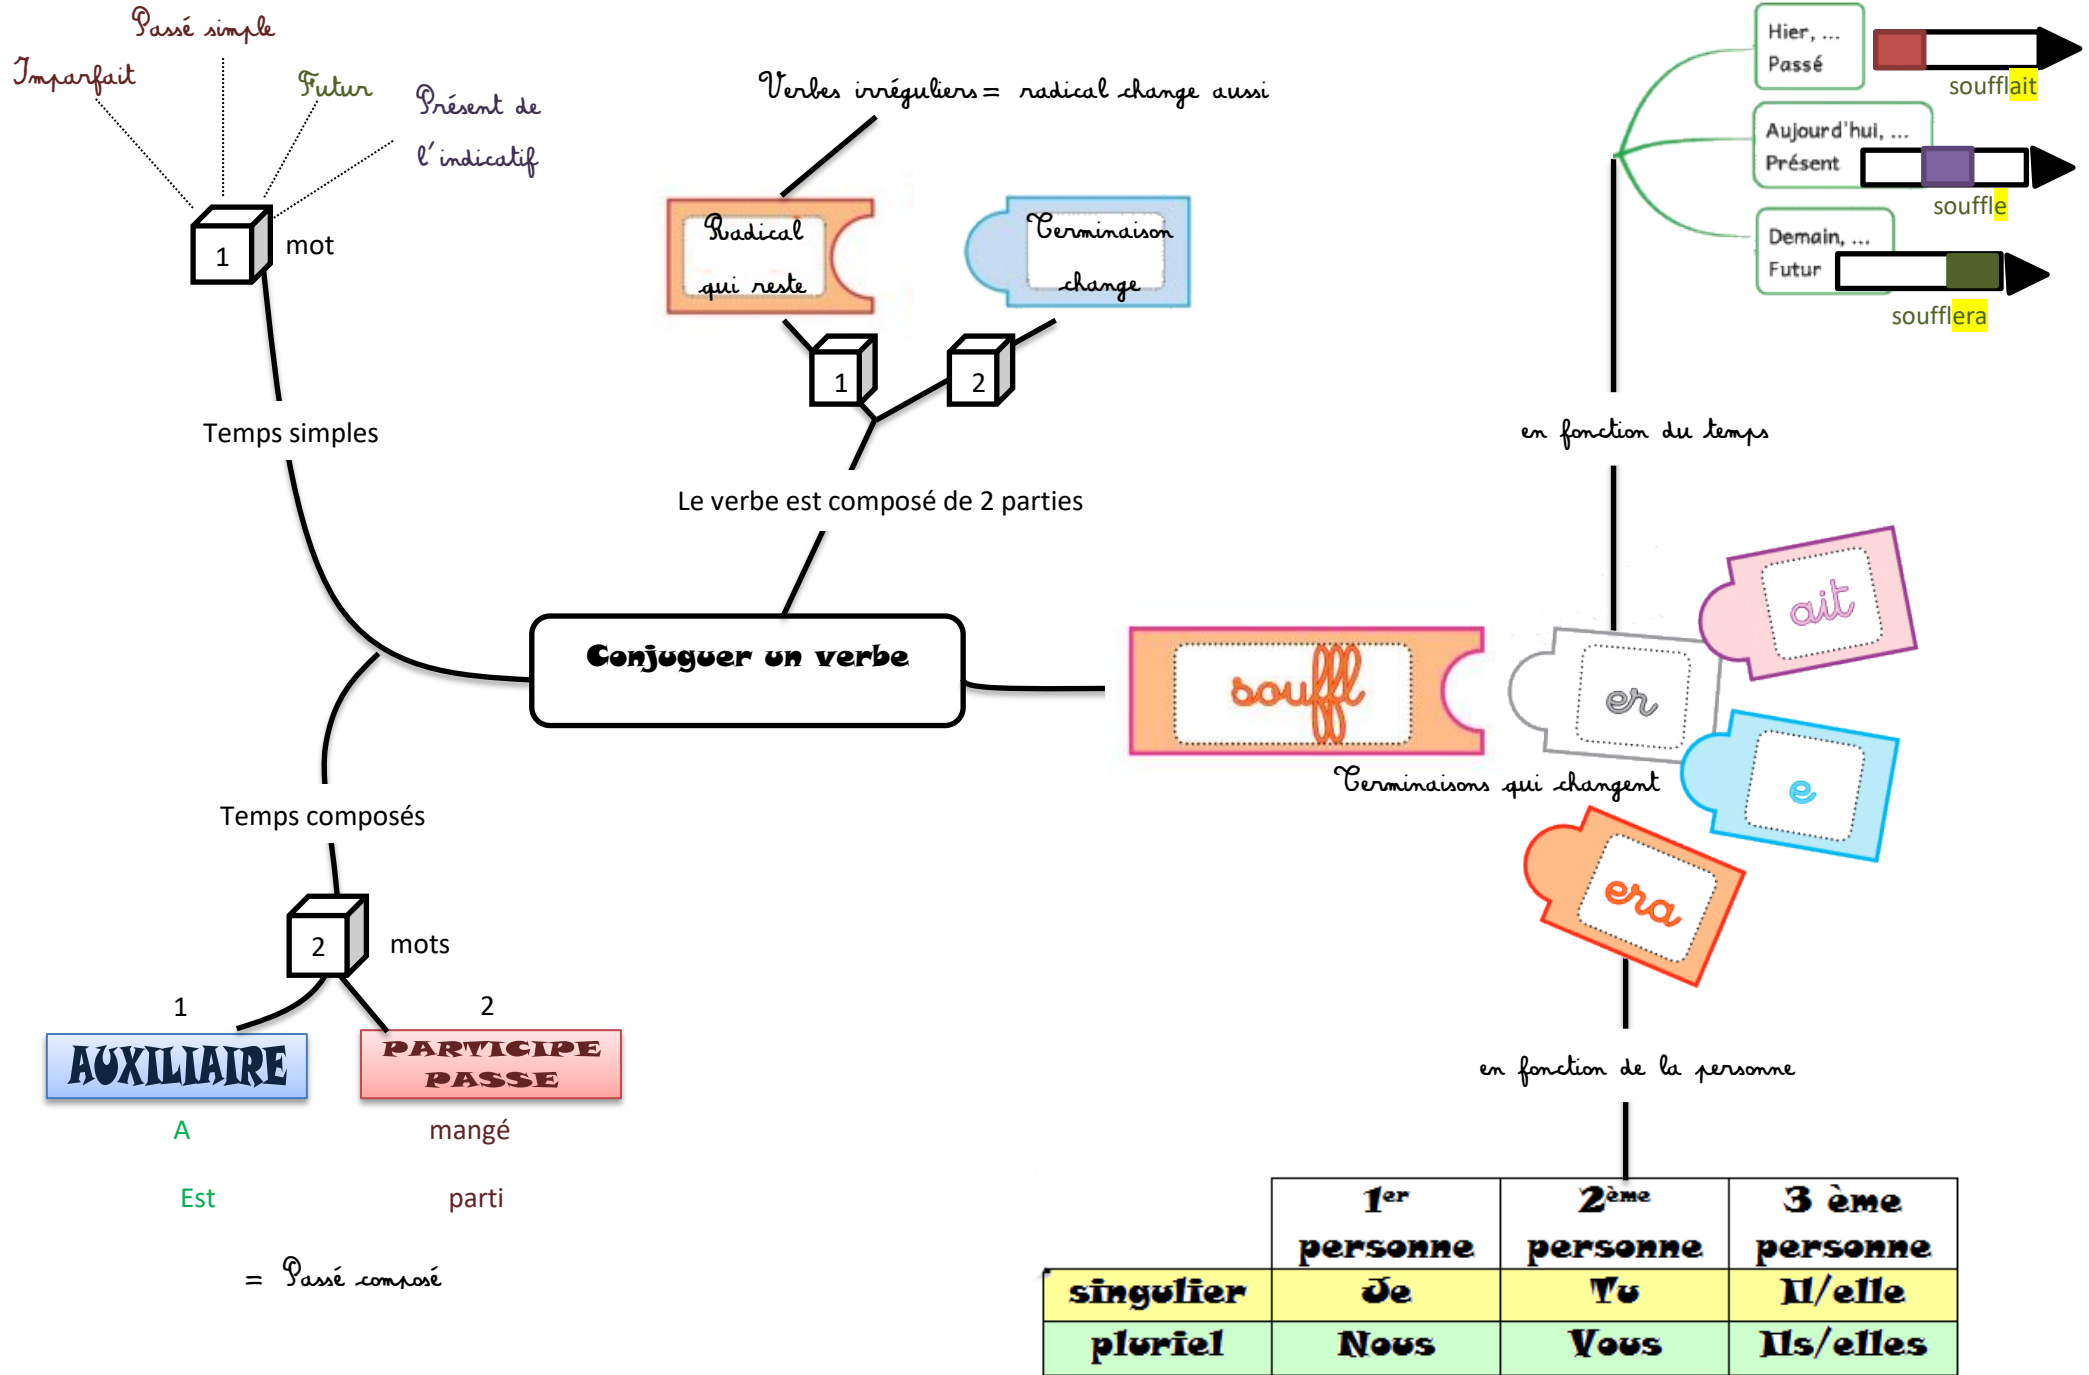 Passé simple
Imparfait
Futur
Présent de
l'indicatif
1
mot
Temps simples
Verbes irréguliers = radical change aussi
Radical
qui reste
Terminaison
change
1
2
Le verbe est composé de 2 parties
Hier, ...
Passé
soufflait
Aujourd'hui, ...
Présent
souffle
Demain, ...
Futur
soufflera
en fonction du temps
Conjuguer un verbe
souffl
er
ait
e
era
Terminaisons qui changent
Temps composés
2
mots
1
2
AUXILIAIRE
PARTICIPE
PASSE
A
mangé
Est
parti
= Passé composé
en fonction de la personne
1er personne
2ème personne
3 ème personne
singulier Je Tu Il/elle
pluriel Nous Vous Ils/elles